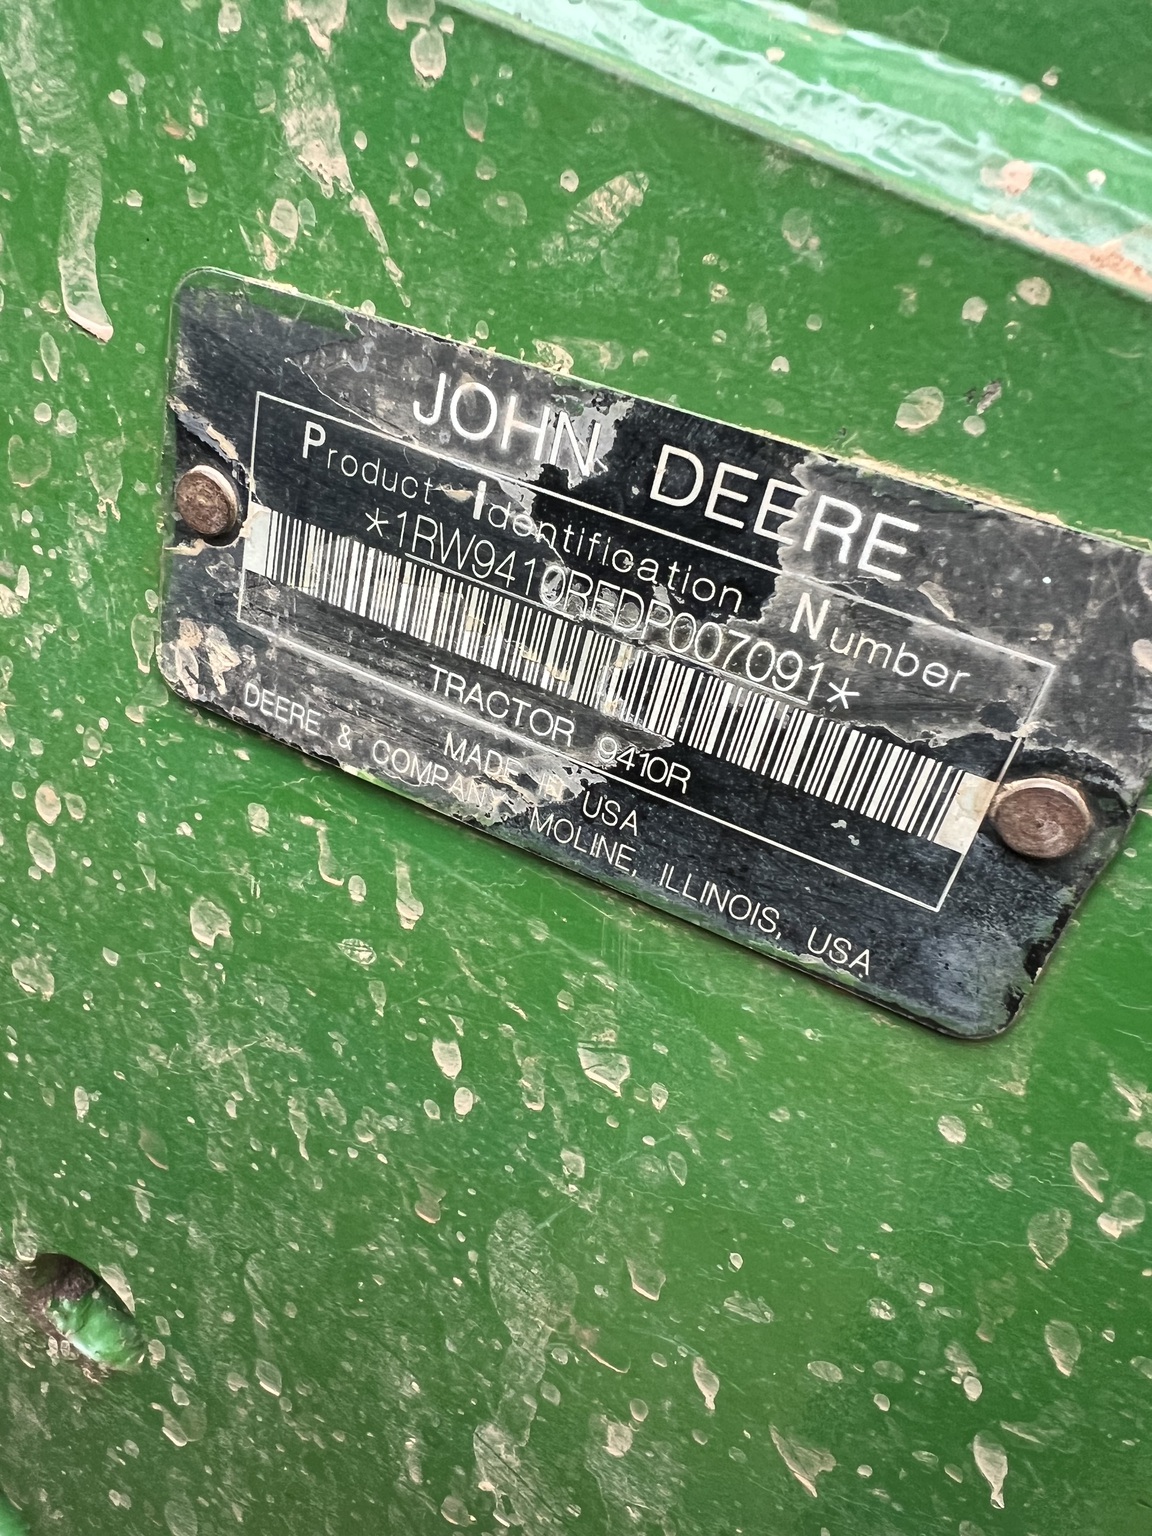 JOHN DEERE
Product Identification Number
*1RW9410REDP007091*
TRACTOR 9410R
MADE IN USA
DEERE & COMPANY MOLINE, ILLINOIS, USA